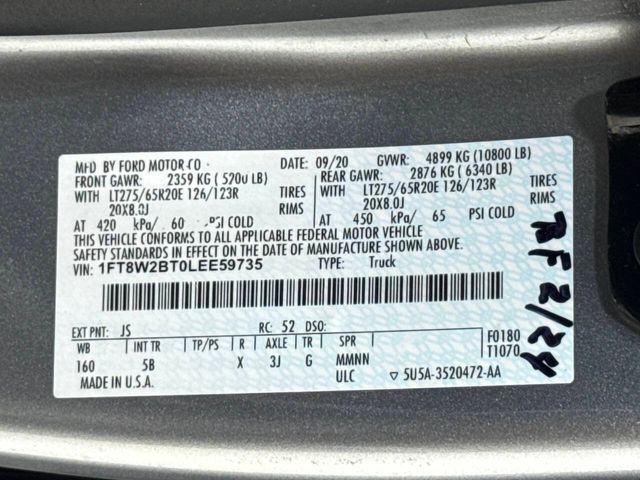 MFD BY FORD MOTOR CO. DATE: 09/20 GVWR: 4899 KG (10800 LB)
FRONT GAWR: 2359 KG ( 5200 LB) REAR GAWR: 2876 KG ( 6340 LB)
WITH LT275/65R20E 126/123R TIRES WITH LT275/65R20E 126/123R TIRES
20X8.0J RIMS 20X8.0J RIMS
AT 420 kPa/ 60 PSI COLD AT 450 kPa/ 65 PSI COLD
THIS VEHICLE CONFORMS TO ALL APPLICABLE FEDERAL MOTOR VEHICLE
SAFETY STANDARDS IN EFFECT ON THE DATE OF MANUFACTURE SHOWN ABOVE.
VIN: 1FT8W2BT0LEE59735 TYPE: Truck
EXT PNT: JS RC: 52 DSO:
WB INT TR TP/PS R AXLE TR SPR F0180
160 5B X 3J G MMNN T1070
MADE IN U.S.A. ULC ▽ 5U5A-3520472-AA
RF 2/24